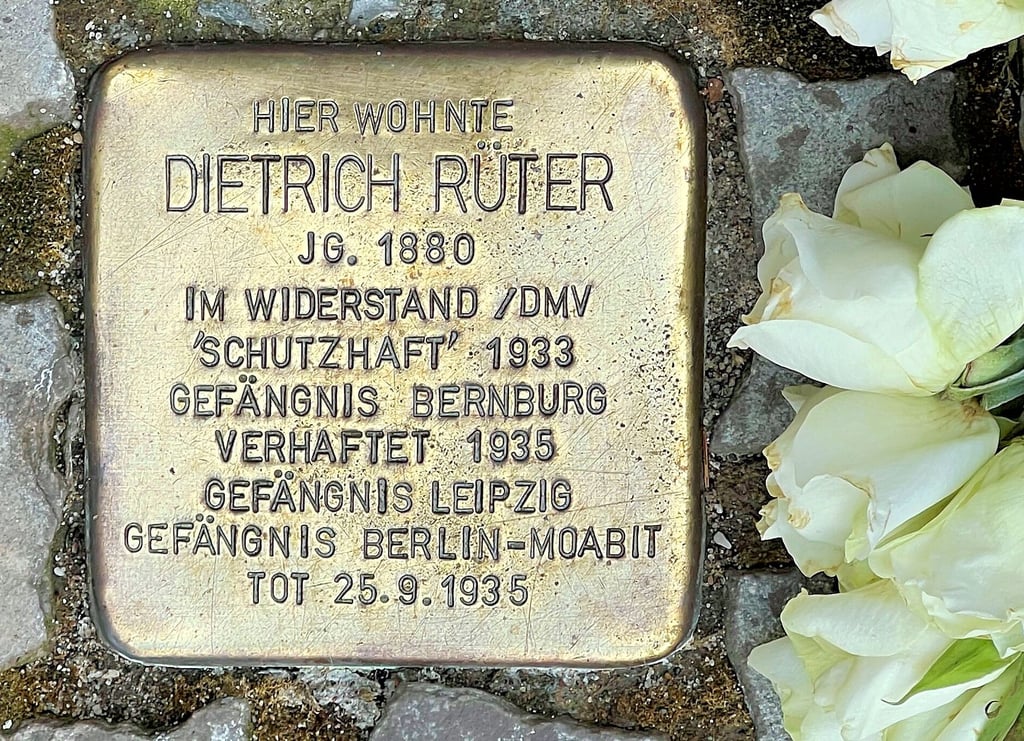 HIER WOHNTE
DIETRICH RÜTER
JG. 1880
IM WIDERSTAND / DMV
'SCHUTZHAFT' 1933
GEFÄNGNIS BERNBURG
VERHAFTET 1935
GEFÄNGNIS LEIPZIG
GEFÄNGNIS BERLIN-MOABIT
TOT 25.9.1935